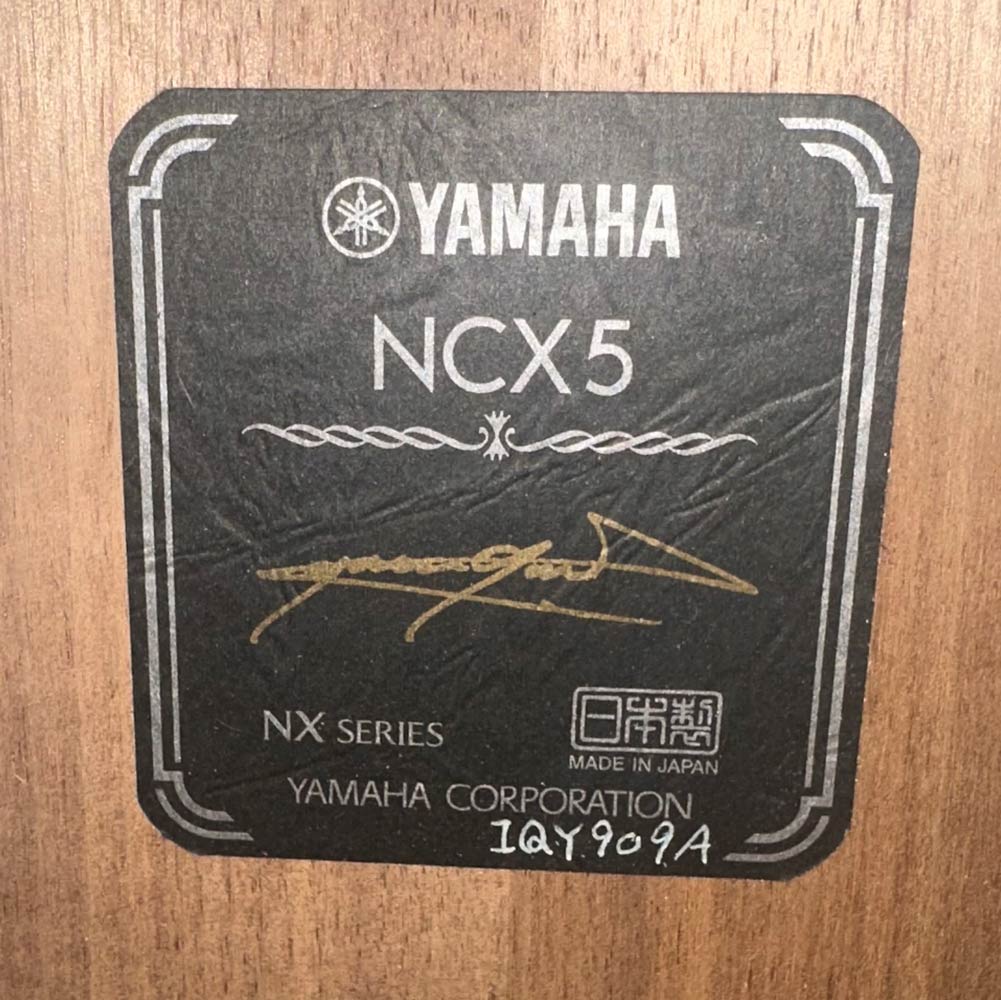 YAMAHA
NCX5
NX SERIES
日本製
MADE IN JAPAN
YAMAHA CORPORATION
IQY909A